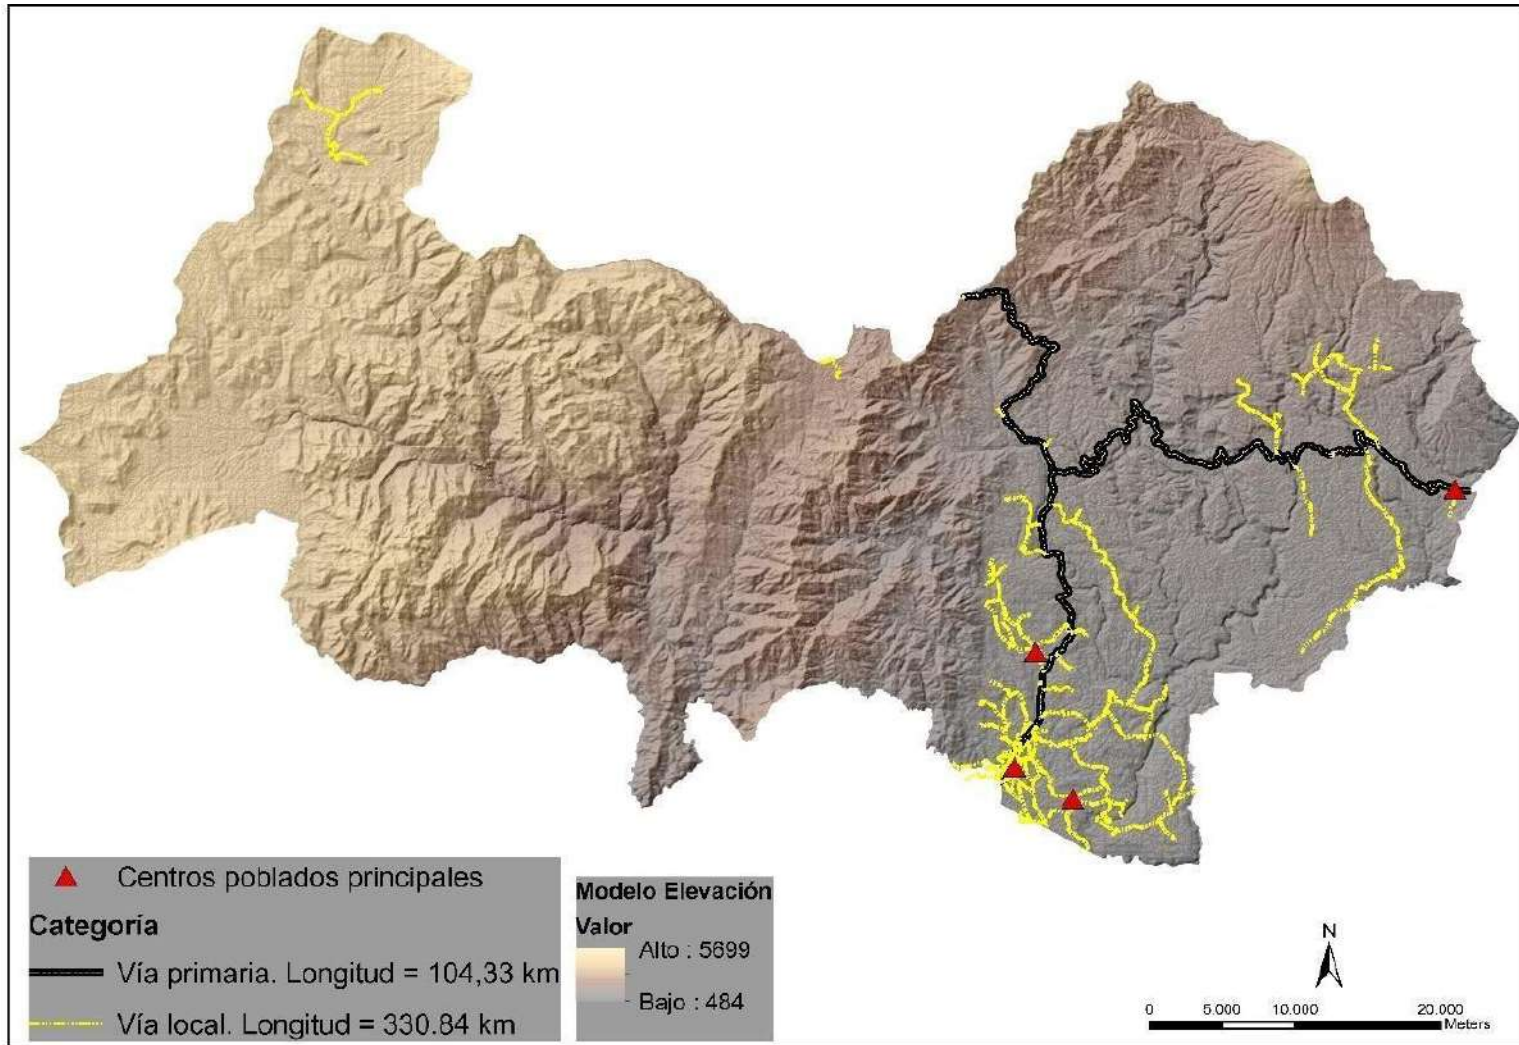 Centros poblados principales
Categoría
Vía primaria. Longitud = 104,33 km
Vía local. Longitud = 330.84 km
Modelo Elevación
Valor
Alto : 5699
Bajo : 484
N
0 5.000 10.000 20.000
Meters